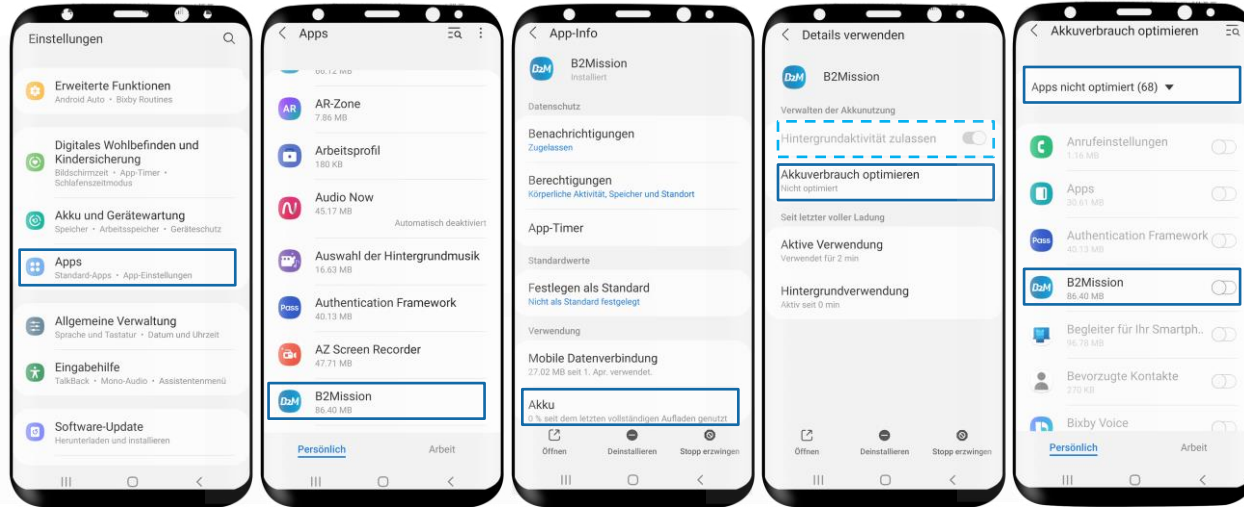 Einstellungen
Erweiterte Funktionen
Android Auto • Bixby Routines
Digitales Wohlbefinden und
Kindersicherung
Bildschirmzeit • App-Timer •
Schlafenszeitmodus
Akku und Gerätewartung
Speicher • Arbeitsspeicher • Geräteschutz
Apps
Standard-Apps • App-Einstellungen
Allgemeine Verwaltung
Sprache und Tastatur • Datum und Uhrzeit
Eingabehilfe
TalkBack • Mono-Audio • Assistentenmenü
Software-Update
Herunterladen und installieren
Apps
66.12 MB
AR
AR-Zone
7.86 MB
Arbeitsprofil
180 KB
Audio Now
45.17 MB
Automatisch deaktiviert
Auswahl der Hintergrundmusik
16.63 MB
Pass
Authentication Framework
40.13 MB
AZ Screen Recorder
47.71 MB
B2M
B2Mission
86.40 MB
Persönlich
Arbeit
App-Info
B2M
B2Mission
Installiert
Datenschutz
Benachrichtigungen
Zugelassen
Berechtigungen
Körperliche Aktivität, Speicher und Standort
App-Timer
Standardwerte
Festlegen als Standard
Nicht als Standard festgelegt
Verwendung
Mobile Datenverbindung
27.02 MB seit 1. Apr. verwendet.
Akku
0 % seit dem letzten vollständigen Aufladen genutzt
Öffnen
Deinstallieren
Stopp erzwingen
Details verwenden
B2M
B2Mission
Verwalten der Akkunutzung
Hintergrundaktivität zulassen
Akkuverbrauch optimieren
Nicht optimiert
Seit letzter voller Ladung
Aktive Verwendung
Verwendet für 2 min
Hintergrundverwendung
Aktiv seit 0 min
Öffnen
Deinstallieren
Stopp erzwingen
Akkuverbrauch optimieren
Apps nicht optimiert (68) ▼
Anrufeinstellungen
1.16 MB
Apps
30.61 MB
Pass
Authentication Framework
40.13 MB
B2M
B2Mission
86.40 MB
Begleiter für Ihr Smartph..
96.78 MB
Bevorzugte Kontakte
270 KB
Bixby Voice
Persönlich
Arbeit